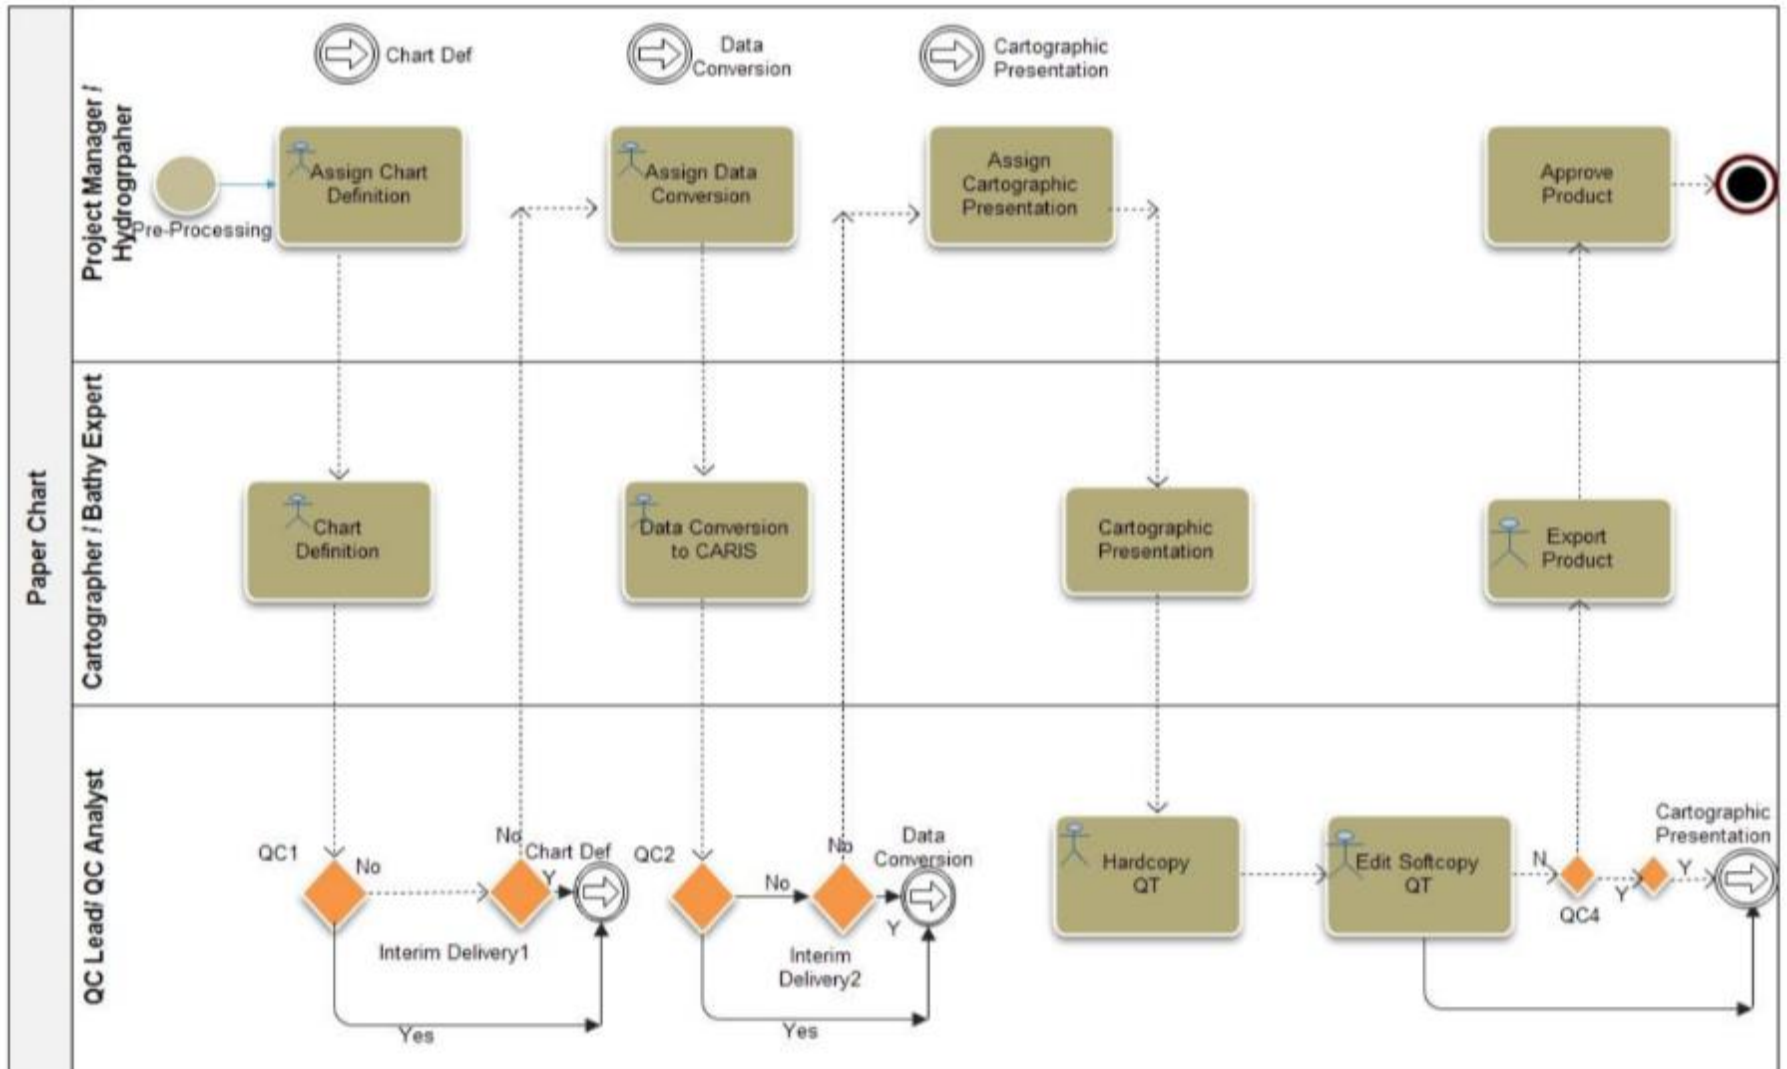 Paper Chart
Project Manager /
Hydrogrpaher
Chart Def
Data
Conversion
Cartographic
Presentation
Pre-Processing
Assign Chart
Definition
Assign Data
Conversion
Assign
Cartographic
Presentation
Approve
Product
Cartographer / Bathy Expert
Chart
Definition
Data Conversion
to CARIS
Cartographic
Presentation
Export
Product
QC Lead/ QC Analyst
QC1
No
No
Chart Def
Y
Interim Delivery1
Yes
QC2
No
No
Data
Conversion
Y
Interim
Delivery2
Yes
Hardcopy
QT
Edit Softcopy
QT
N
QC4
Y
Y
Cartographic
Presentation